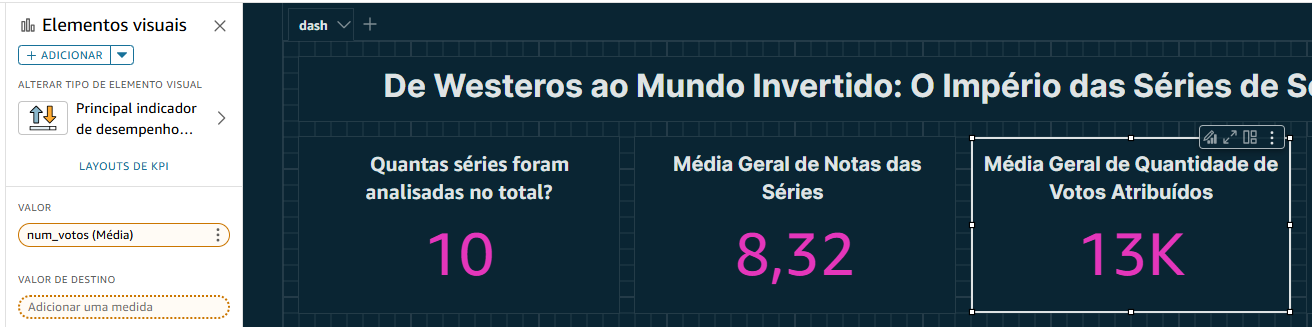 Elementos visuais
+ ADICIONAR
ALTERAR TIPO DE ELEMENTO VISUAL
Principal indicador
de desempenho...
LAYOUTS DE KPI
VALOR
num_votos (Média)
VALOR DE DESTINO
Adicionar uma medida
dash
De Westeros ao Mundo Invertido: O Império das Séries de
Quantas séries foram
analisadas no total?
10
Média Geral de Notas das
Séries
8,32
Média Geral de Quantidade de
Votos Atribuídos
13K